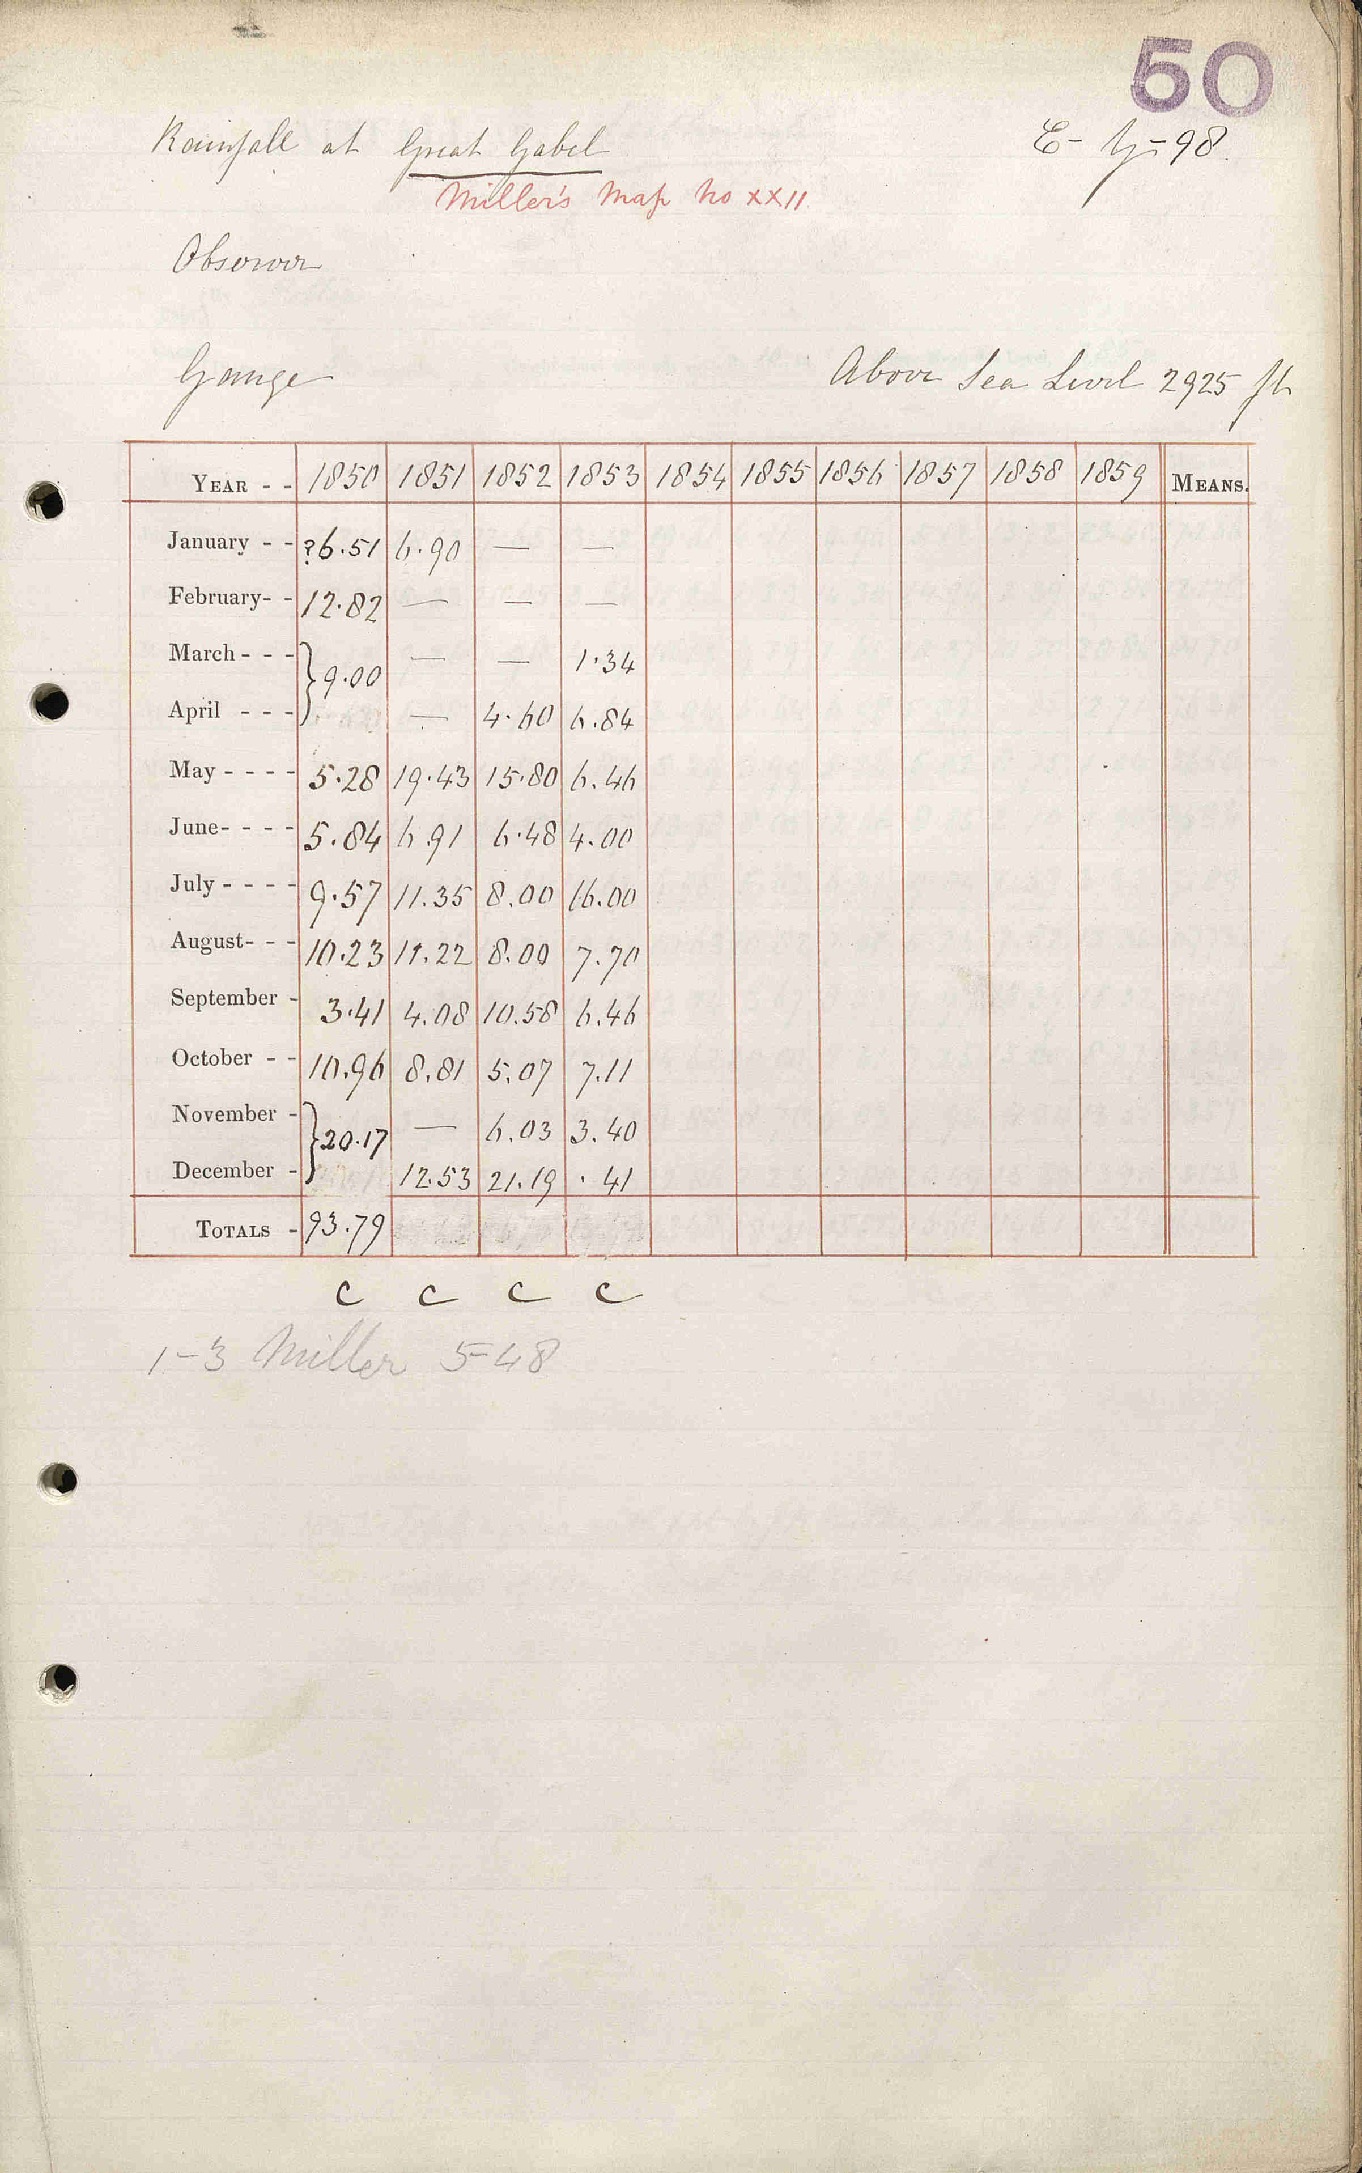 50
Rainfall at Great Gabel E- G-98.
Miller's Map No XXII
Observer
Gauge Above Sea Level 2925 ft
YEAR - - 1850 1851 1852 1853 1854 1855 1856 1857 1858 1859 MEANS.
January - - ?6.51 6.90 — —
February- - 12.82 — — —
March - - - } 9.00 — — 1.34
April - - - — 4.60 6.84
May - - - - 5.28 19.43 15.80 6.46
June- - - - 5.84 6.91 6.48 4.00
July - - - - 9.57 11.35 8.00 16.00
August- - - 10.23 11.22 8.00 7.70
September - 3.41 4.08 10.58 6.46
October - - 10.96 8.81 5.07 7.11
November - } 20.17 — 6.03 3.40
December - 12.53 21.19 .41
TOTALS - 93.79
C C C C
1-3 Miller 5-48